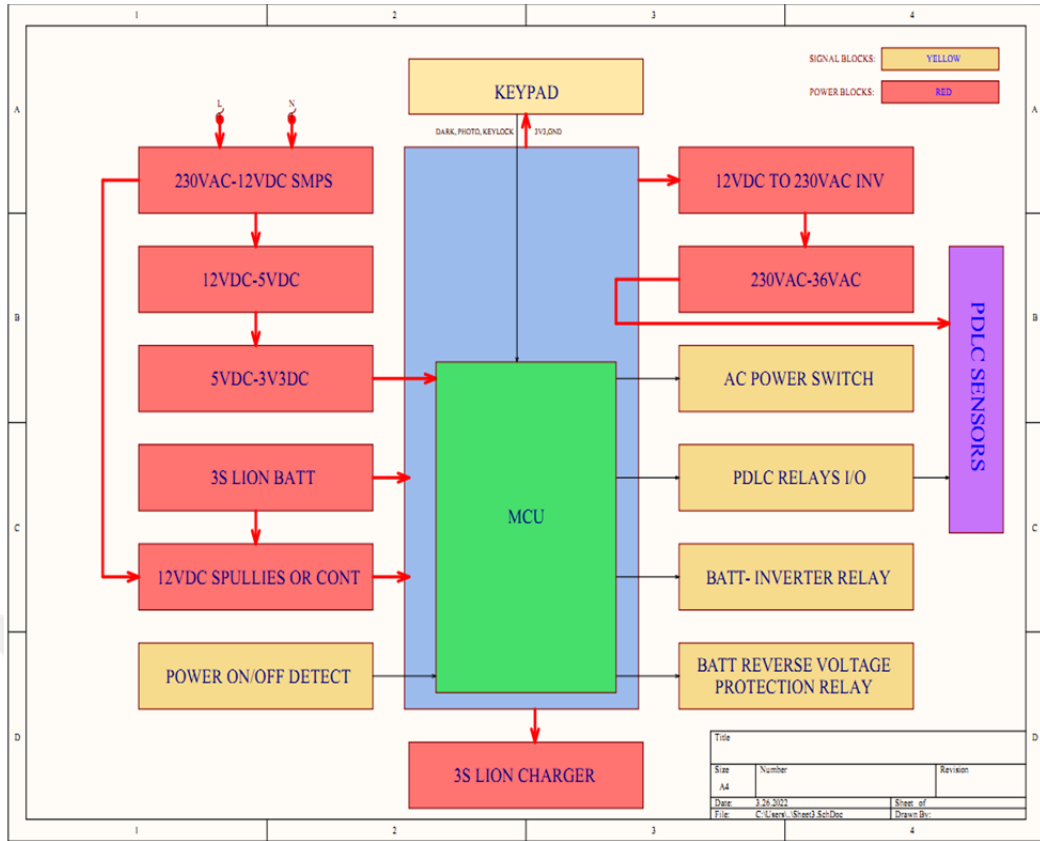 1 2 3 4
SIGNAL BLOCKS: YELLOW
POWER BLOCKS: RED
A A
KEYPAD
L N
DARK, PHOTO, KEYLOCK 3V3,GND
230VAC-12VDC SMPS
12VDC TO 230VAC INV
12VDC-5VDC
230VAC-36VAC
B B
PDLC SENSORS
5VDC-3V3DC
AC POWER SWITCH
3S LION BATT
PDLC RELAYS I/O
MCU
C C
12VDC SPULLIES OR CONT
BATT- INVERTER RELAY
POWER ON/OFF DETECT
BATT REVERSE VOLTAGE
PROTECTION RELAY
D D
3S LION CHARGER
Title
Size Number Revision
A4
Date: 3.26.2022 Sheet of
File: C:\Users\..\Sheet3.SchDoc Drawn By:
1 2 3 4